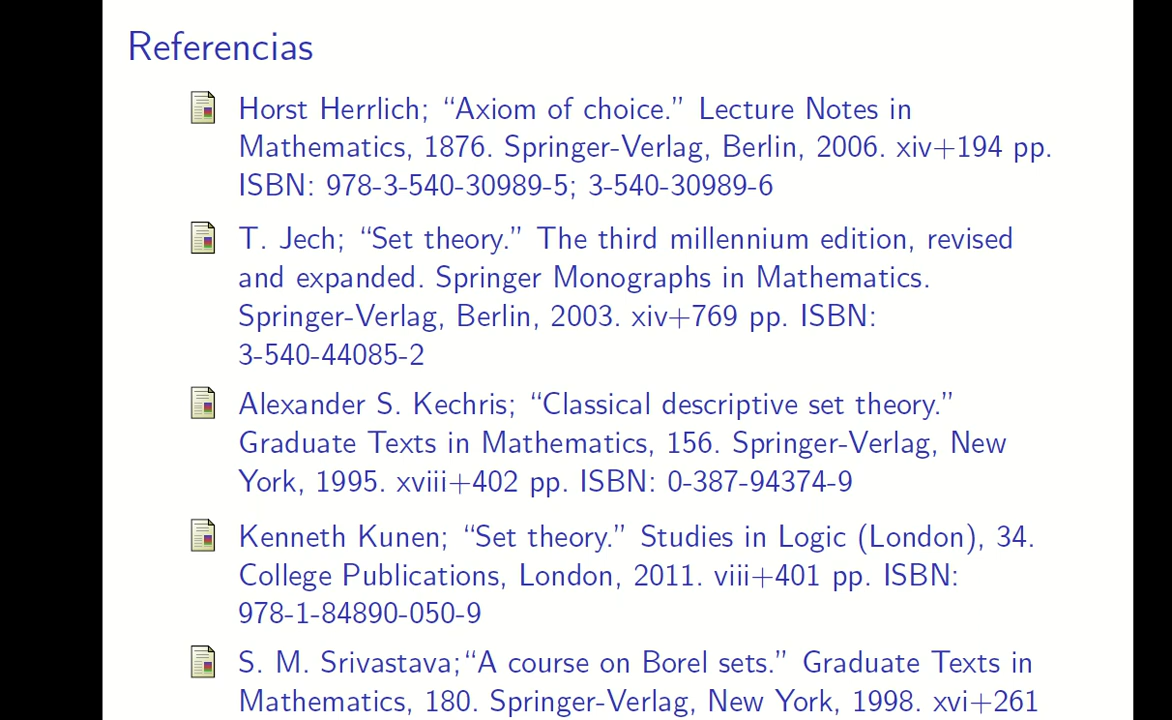 Referencias
Horst Herrlich; “Axiom of choice.” Lecture Notes in
Mathematics, 1876. Springer-Verlag, Berlin, 2006. xiv+194 pp.
ISBN: 978-3-540-30989-5; 3-540-30989-6
T. Jech; “Set theory.” The third millennium edition, revised
and expanded. Springer Monographs in Mathematics.
Springer-Verlag, Berlin, 2003. xiv+769 pp. ISBN:
3-540-44085-2
Alexander S. Kechris; “Classical descriptive set theory.”
Graduate Texts in Mathematics, 156. Springer-Verlag, New
York, 1995. xviii+402 pp. ISBN: 0-387-94374-9
Kenneth Kunen; “Set theory.” Studies in Logic (London), 34.
College Publications, London, 2011. viii+401 pp. ISBN:
978-1-84890-050-9
S. M. Srivastava;“A course on Borel sets.” Graduate Texts in
Mathematics, 180. Springer-Verlag, New York, 1998. xvi+261